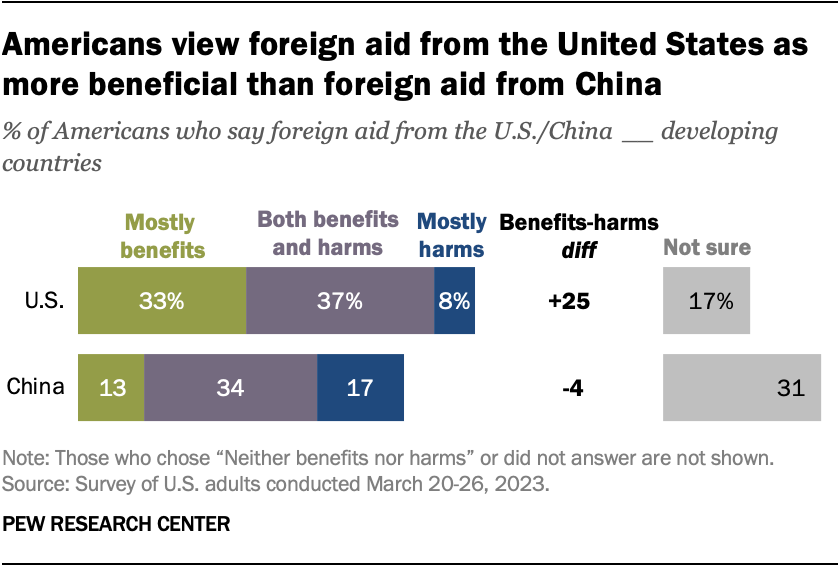 Americans view foreign aid from the United States as
more beneficial than foreign aid from China
% of Americans who say foreign aid from the U.S./China __ developing
countries
Mostly benefits
Both benefits and harms
Mostly harms
Benefits-harms diff
Not sure
U.S. 33% 37% 8% +25 17%
China 13 34 17 -4 31
Note: Those who chose “Neither benefits nor harms” or did not answer are not shown.
Source: Survey of U.S. adults conducted March 20-26, 2023.
PEW RESEARCH CENTER